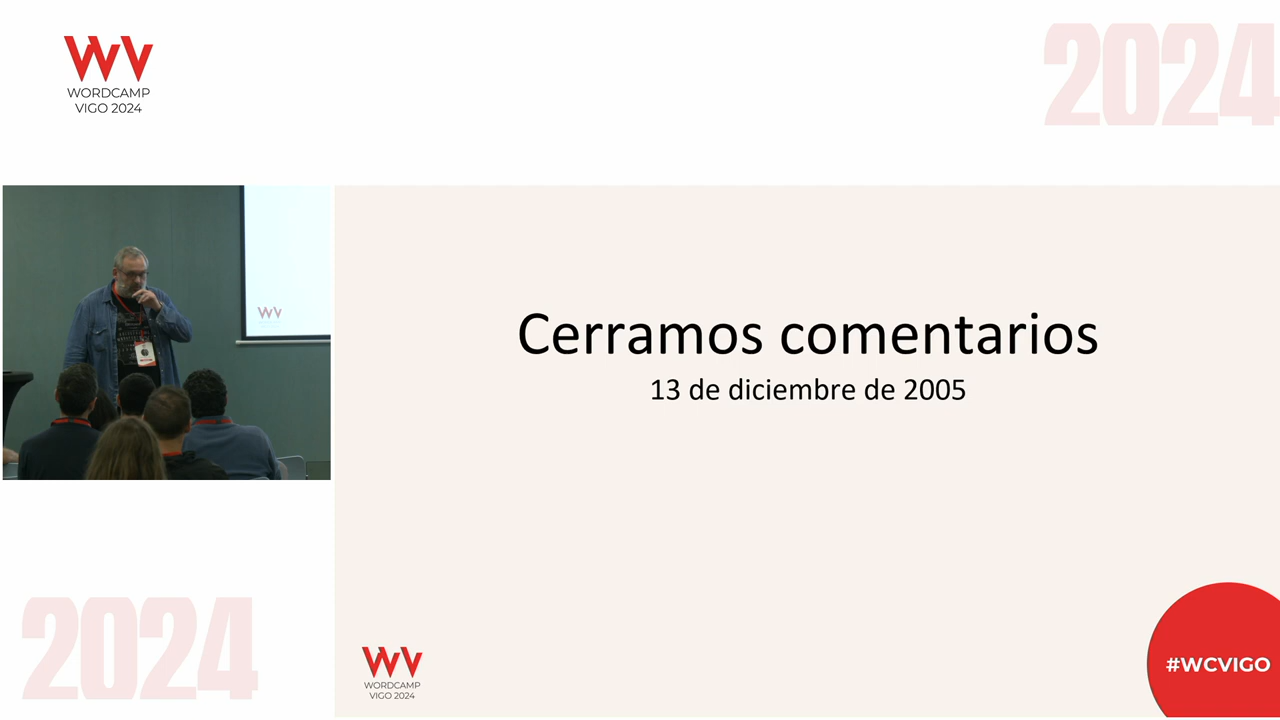 WORDCAMP
VIGO 2024
2024
Cerramos comentarios
13 de diciembre de 2005
2024
WORDCAMP
VIGO 2024
#WCVIGO